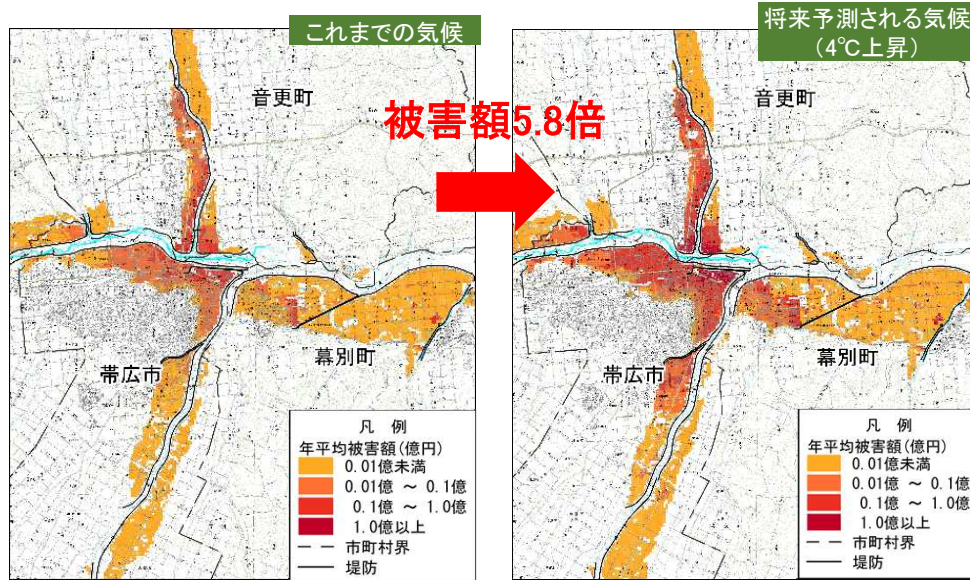 これまでの気候
将来予測される気候
（4℃上昇）
被害額5.8倍
音更町
帯広市
幕別町
凡 例
年平均被害額(億円)
0.01億未満
0.01億 ～ 0.1億
0.1億 ～ 1.0億
1.0億以上
市町村界
堤防
音更町
帯広市
幕別町
凡 例
年平均被害額(億円)
0.01億未満
0.01億 ～ 0.1億
0.1億 ～ 1.0億
1.0億以上
市町村界
堤防